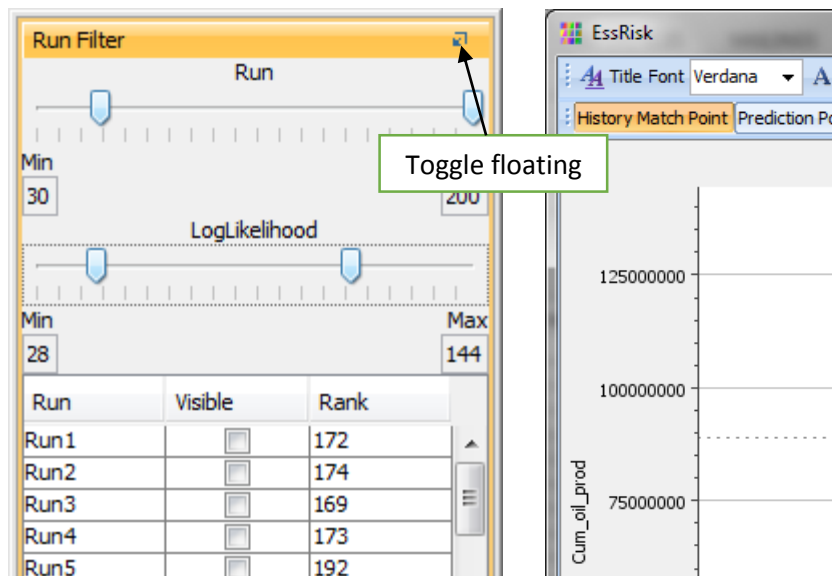 Run Filter
Run
Toggle floating
Min
30
200
LogLikelihood
Min
Max
28
144
Run Visible Rank
Run1 172
Run2 174
Run3 169
Run4 173
Run5 192
EssRisk
A Title Font Verdana A
History Match Point Prediction
125000000
100000000
75000000
Cum_oil_prod